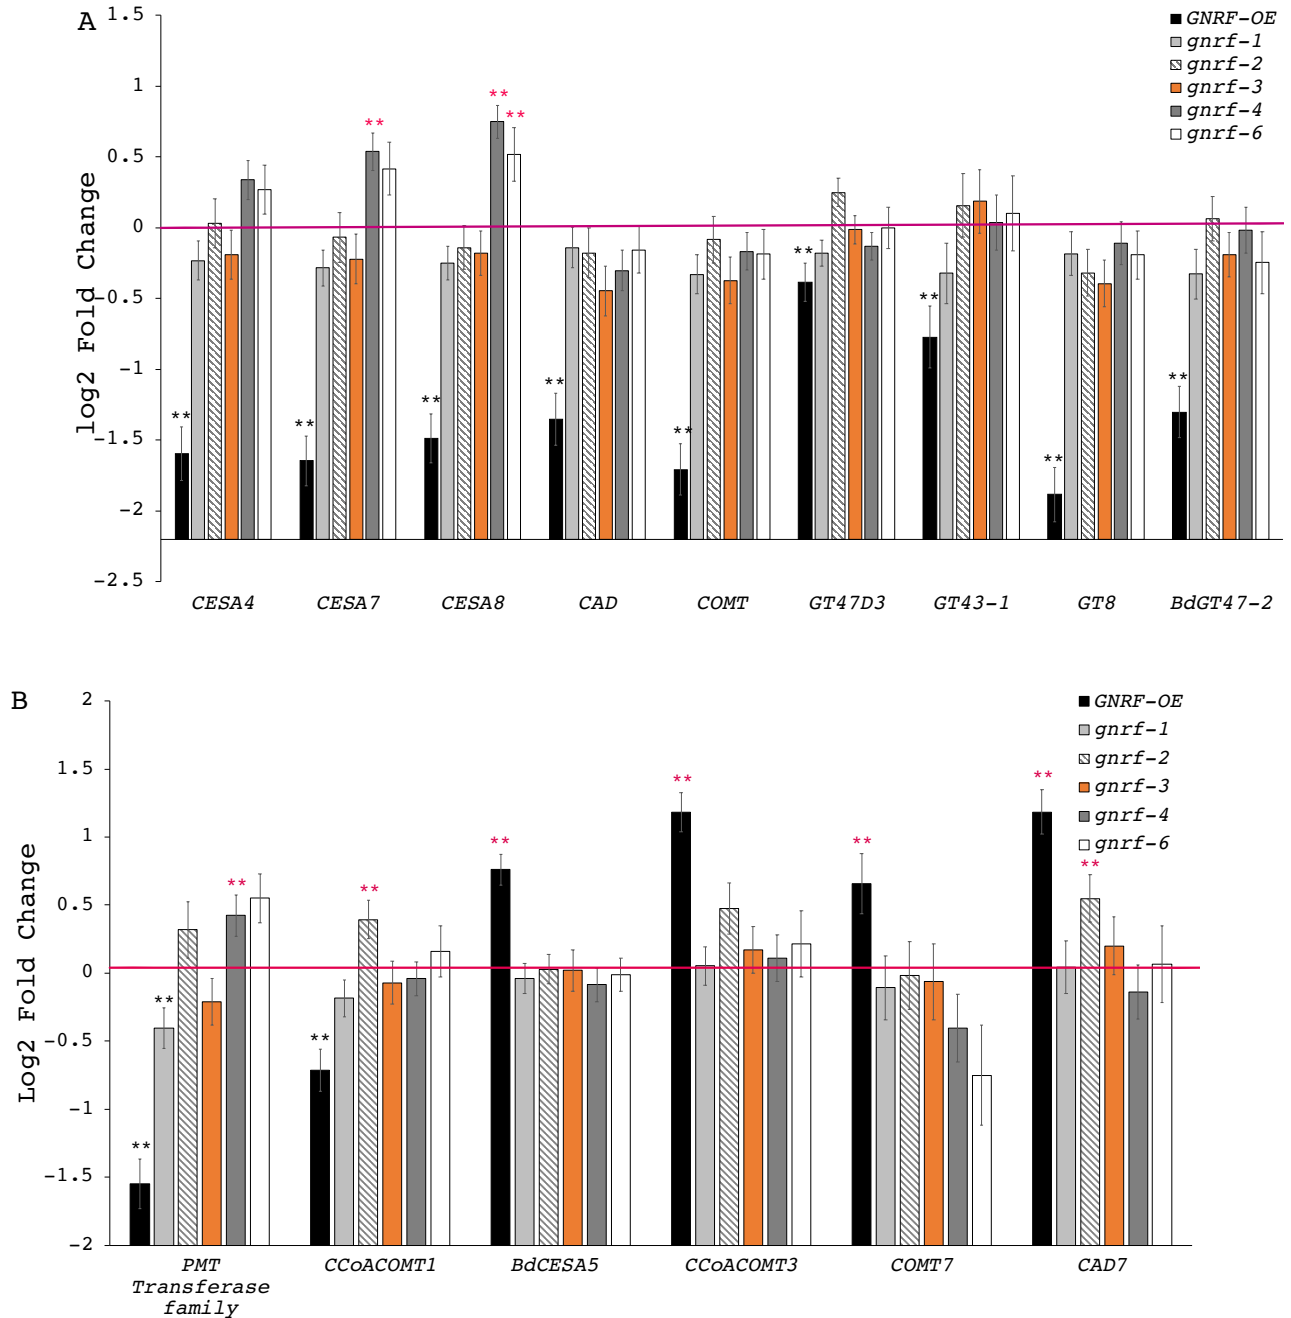 A
1.5
1
0.5
0
-0.5
-1
-1.5
-2
-2.5
log2 Fold Change
GNRF-OE
gnrf-1
gnrf-2
gnrf-3
gnrf-4
gnrf-6
** ** ** ** ** ** ** ** ** ** ** **
CESA4 CESA7 CESA8 CAD COMT GT47D3 GT43-1 GT8 BdGT47-2
B
2
1.5
1
0.5
0
-0.5
-1
-1.5
-2
Log2 Fold Change
GNRF-OE
gnrf-1
gnrf-2
gnrf-3
gnrf-4
gnrf-6
** ** ** ** ** ** ** ** ** **
PMT CCoACOMT1 BdCESA5 CCoACOMT3 COMT7 CAD7
Transferase
family